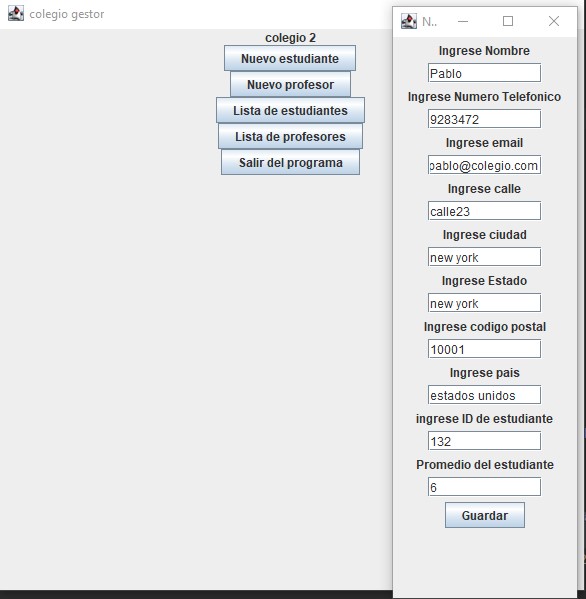 colegio gestor
colegio 2
Nuevo estudiante
Nuevo profesor
Lista de estudiantes
Lista de profesores
Salir del programa
N..
Ingrese Nombre
Pablo
Ingrese Numero Telefonico
9283472
Ingrese email
pablo@colegio.com
Ingrese calle
calle23
Ingrese ciudad
new york
Ingrese Estado
new york
Ingrese codigo postal
10001
Ingrese pais
estados unidos
ingrese ID de estudiante
132
Promedio del estudiante
6
Guardar